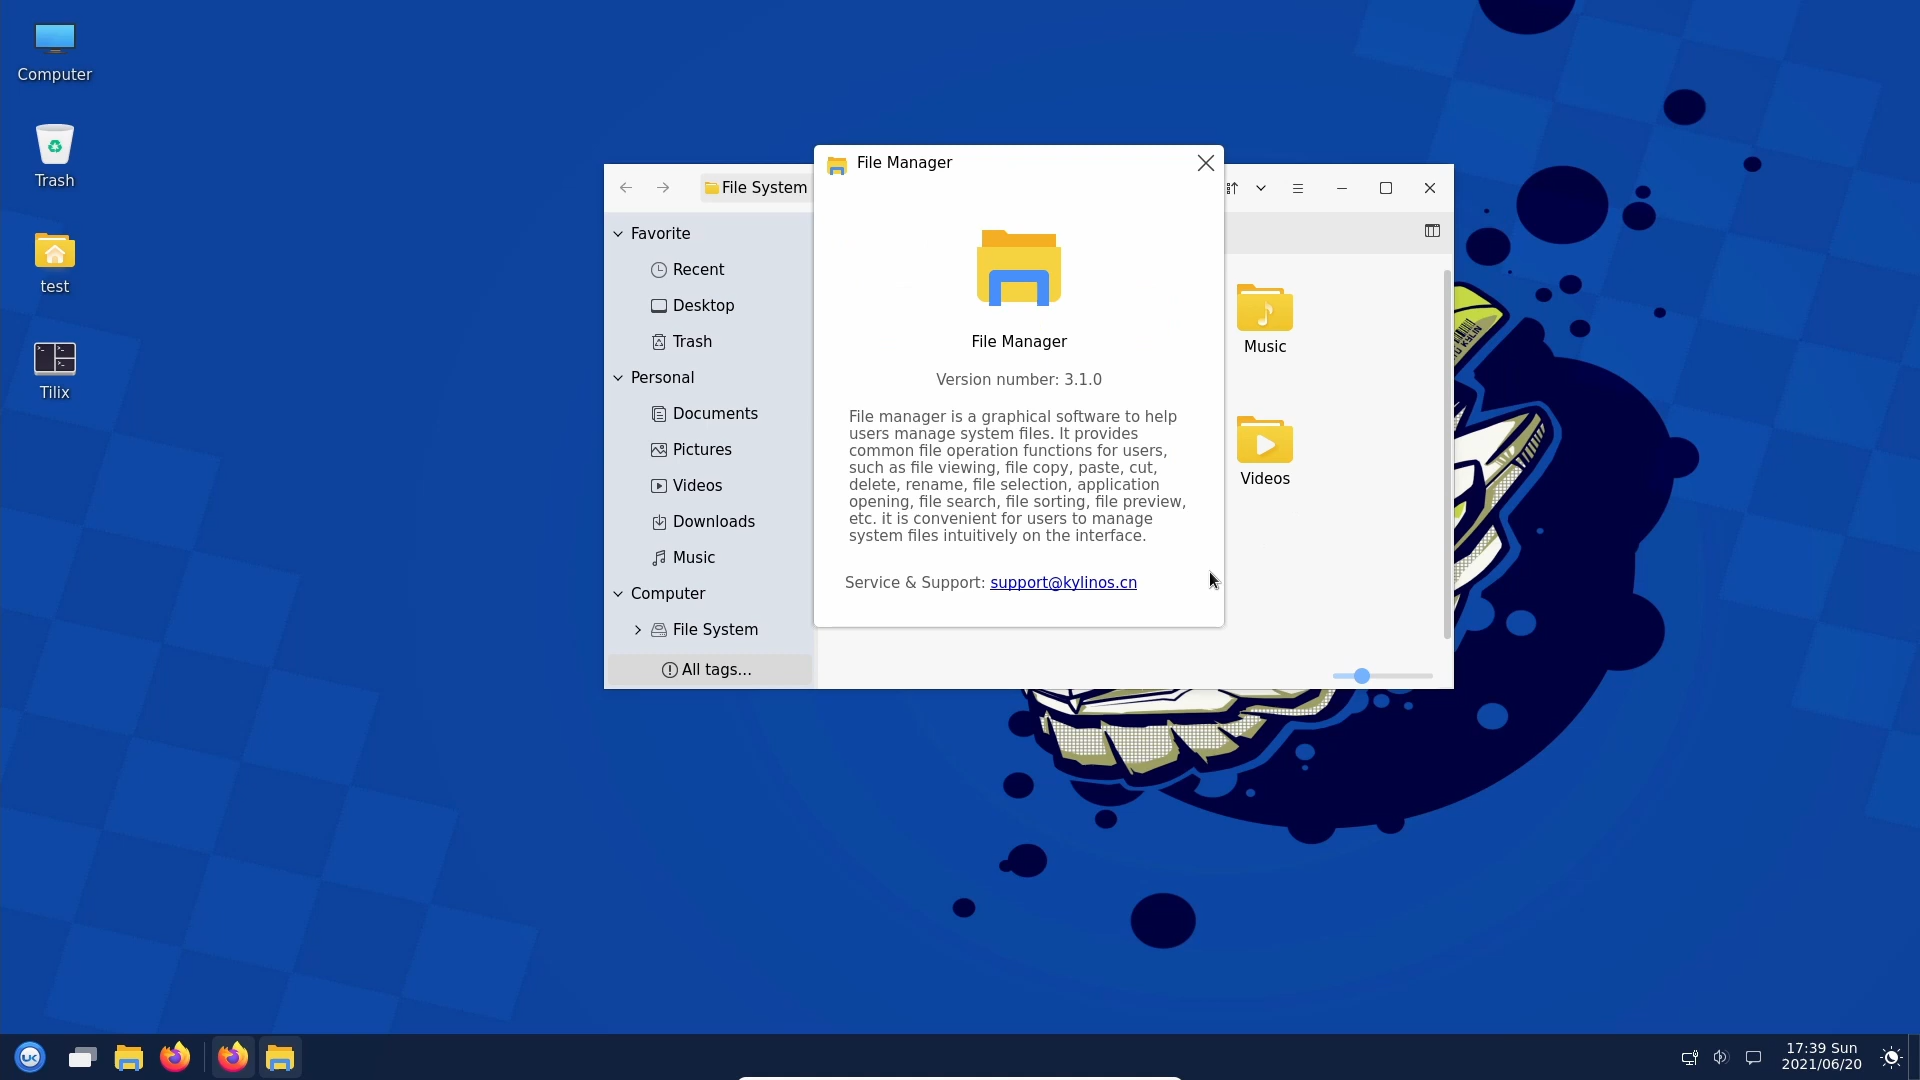 Computer
Trash
test
Tilix
File System
Favorite
Recent
Desktop
Trash
Personal
Documents
Pictures
Videos
Downloads
Music
Computer
File System
All tags...
File Manager
File Manager
Version number: 3.1.0
File manager is a graphical software to help
users manage system files. It provides
common file operation functions for users,
such as file viewing, file copy, paste, cut,
delete, rename, file selection, application
opening, file search, file sorting, file preview,
etc. it is convenient for users to manage
system files intuitively on the interface.
Service & Support: support@kylinos.cn
Music
Videos
KYLIN
17:39 Sun
2021/06/20